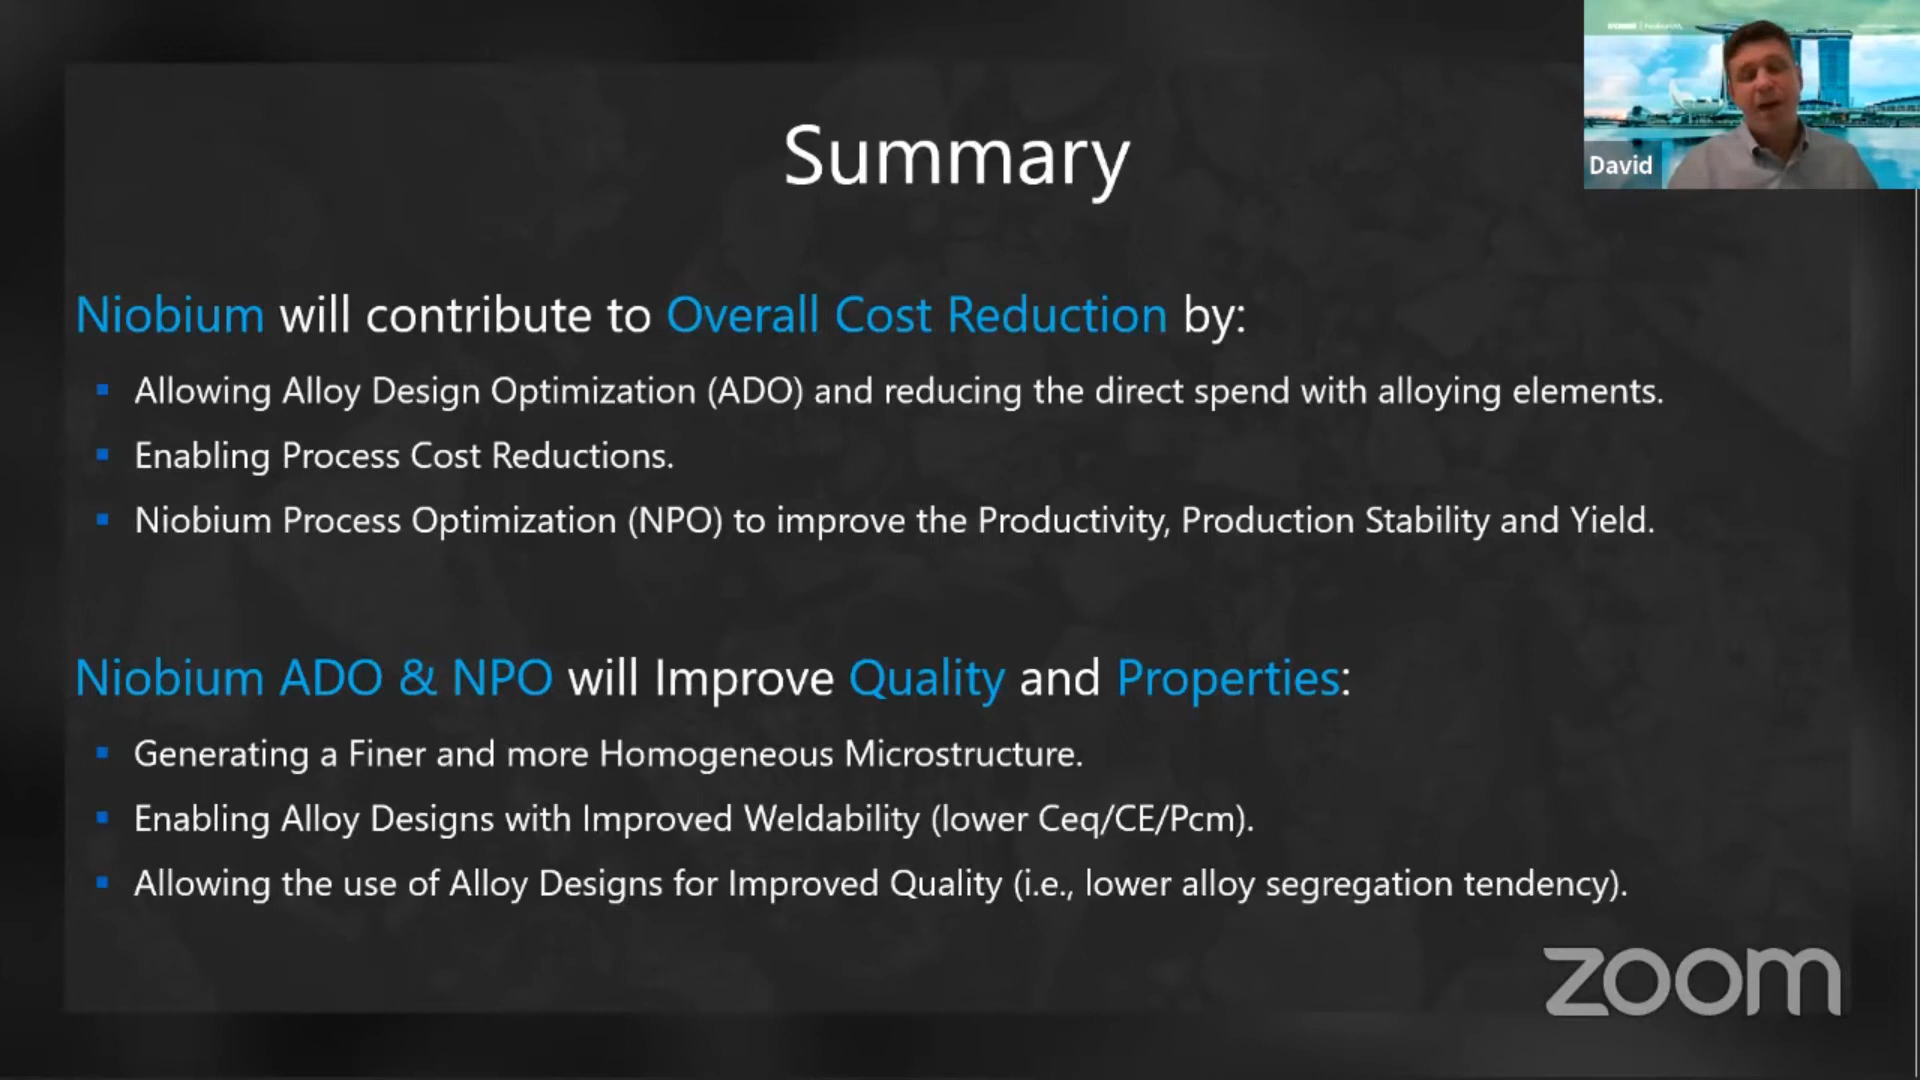 Summary
David
Niobium will contribute to Overall Cost Reduction by:
Allowing Alloy Design Optimization (ADO) and reducing the direct spend with alloying elements.
Enabling Process Cost Reductions.
Niobium Process Optimization (NPO) to improve the Productivity, Production Stability and Yield.
Niobium ADO & NPO will Improve Quality and Properties:
Generating a Finer and more Homogeneous Microstructure.
Enabling Alloy Designs with Improved Weldability (lower Ceq/CE/Pcm).
Allowing the use of Alloy Designs for Improved Quality (i.e., lower alloy segregation tendency).
zoom